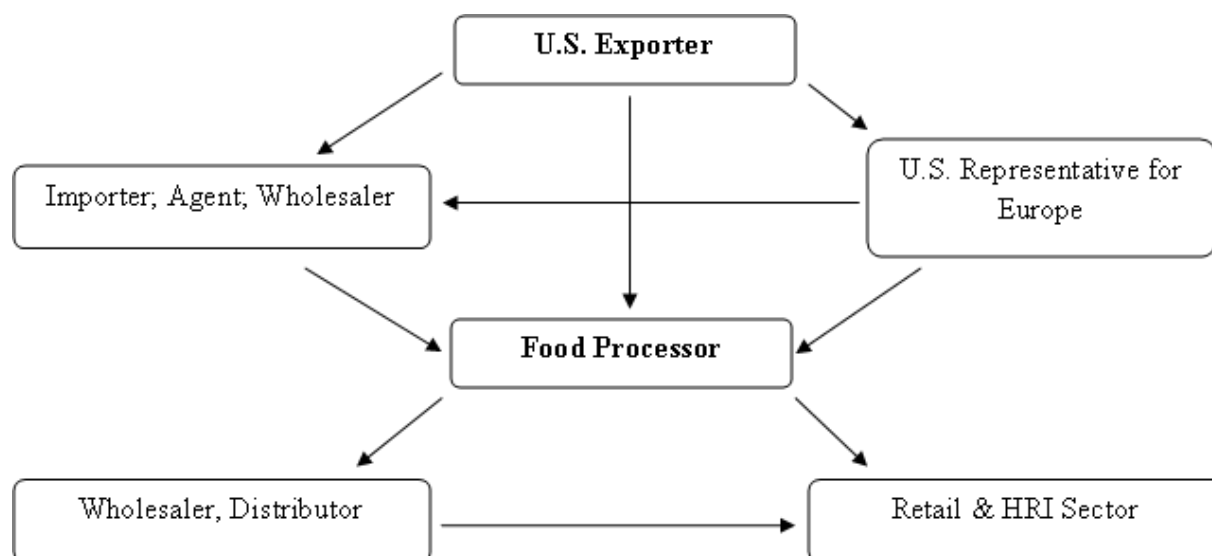 U.S. Exporter
Importer; Agent; Wholesaler
U.S. Representative for
Europe
Food Processor
Wholesaler, Distributor
Retail & HRI Sector